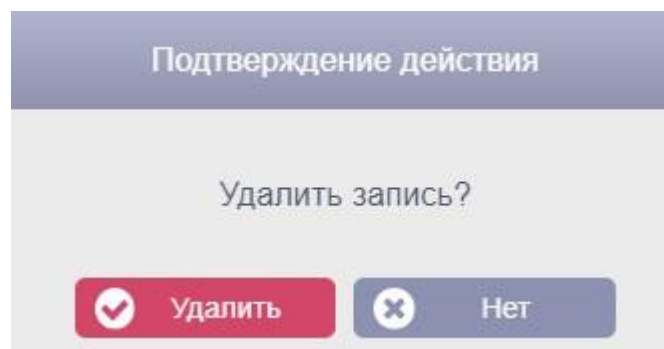 Подтверждение действия
Удалить запись?
Удалить Нет